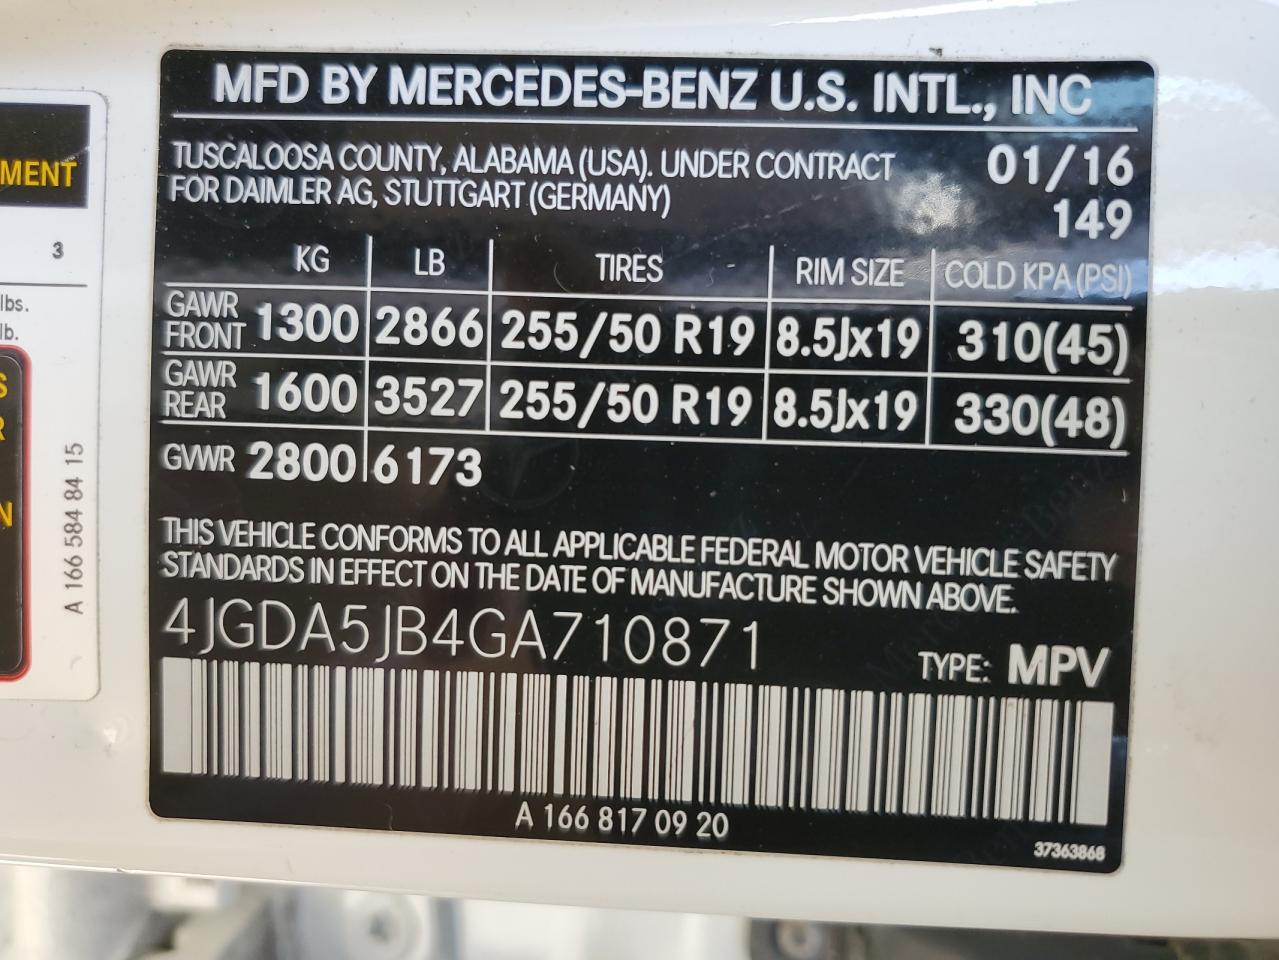 MFD BY MERCEDES-BENZ U.S. INTL., INC
TUSCALOOSA COUNTY, ALABAMA (USA). UNDER CONTRACT
FOR DAIMLER AG, STUTTGART (GERMANY)
01/16
149
KG LB TIRES RIM SIZE COLD KPA (PSI)
GAWR FRONT 1300 2866 255/50 R19 8.5Jx19 310(45)
GAWR REAR 1600 3527 255/50 R19 8.5Jx19 330(48)
GVWR 2800 6173
THIS VEHICLE CONFORMS TO ALL APPLICABLE FEDERAL MOTOR VEHICLE SAFETY
STANDARDS IN EFFECT ON THE DATE OF MANUFACTURE SHOWN ABOVE.
4JGDA5JB4GA710871
TYPE: MPV
A 166 817 09 20
37363868
MENT
3
lbs.
lb.
S
R
N
A 166 584 84 15